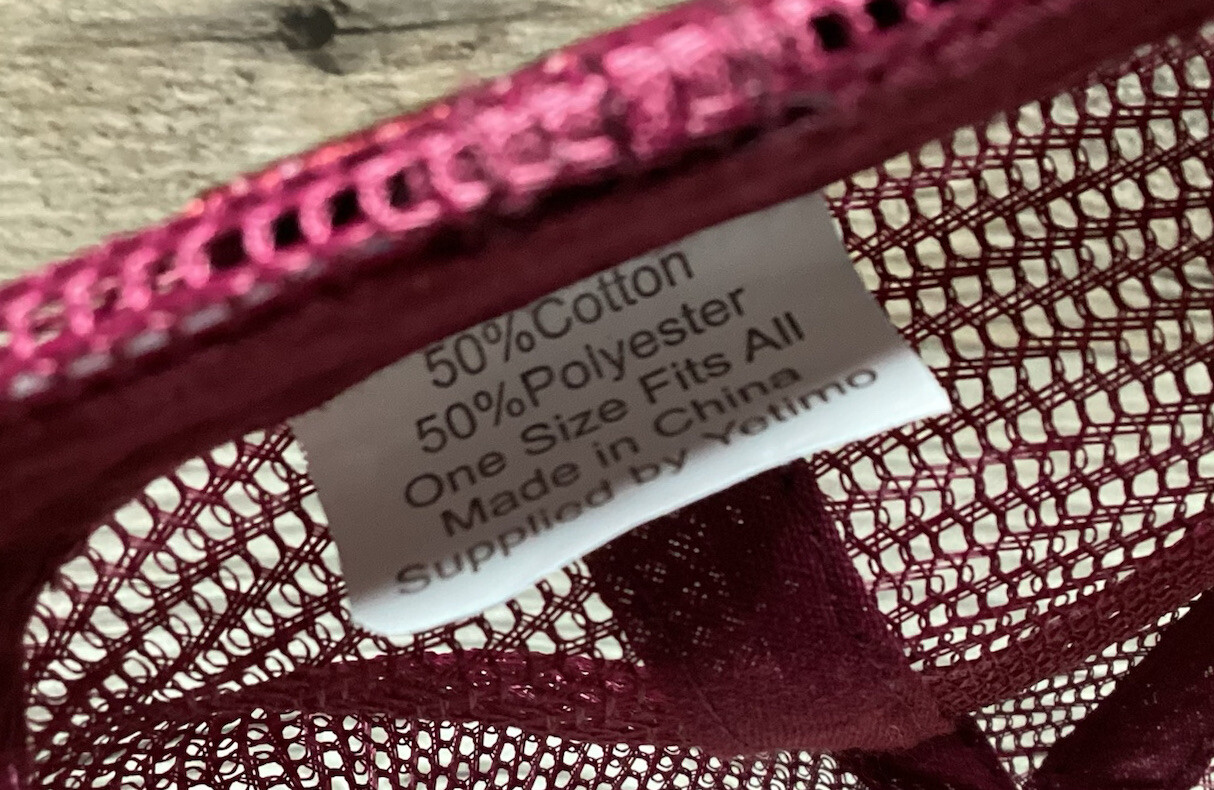 50%Cotton
50%Polyester
One Size Fits All
Made in China
Supplied by Yetimo